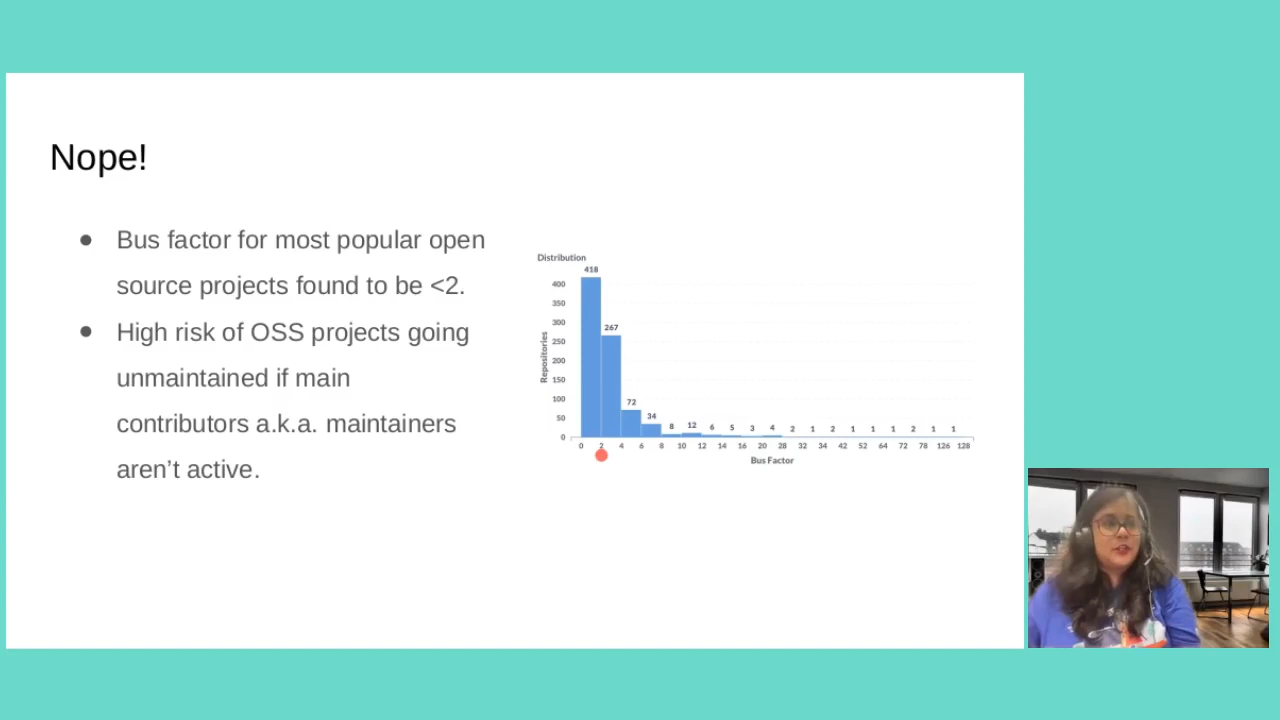 Nope!
● Bus factor for most popular open
source projects found to be <2.
● High risk of OSS projects going
unmaintained if main
contributors a.k.a. maintainers
aren’t active.
Distribution
418
267
72
34
8
12
6
5
3
4
2
1
2
1
1
1
2
1
1
400
350
300
250
200
150
100
50
0
Repositories
0 2 4 6 8 10 12 14 16 20 28 32 34 42 52 64 72 78 126 128
Bus Factor